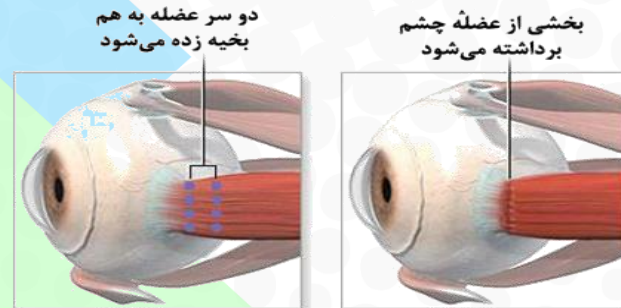 بخشی از عضلهٔ چشم
برداشته می‌شود
دو سر عضله به هم
بخیه زده می‌شود